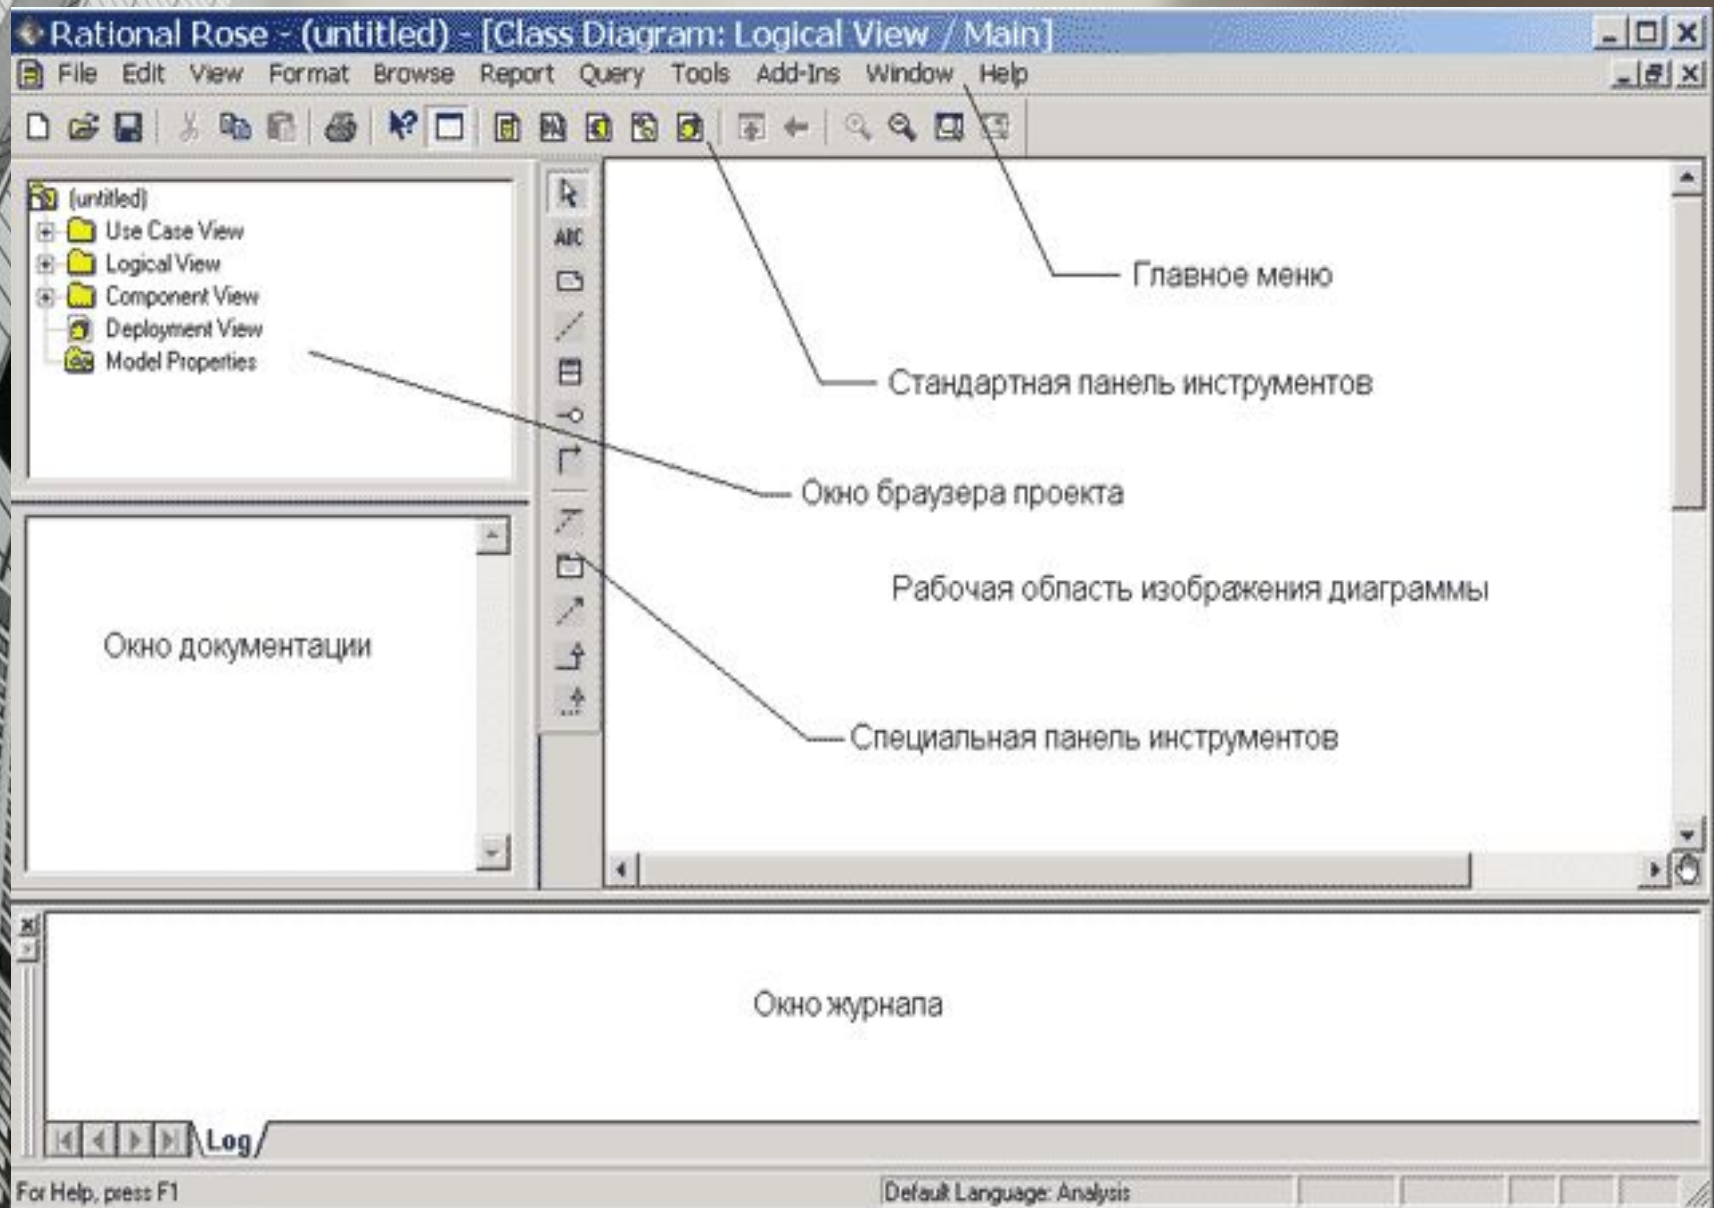 Rational Rose - (untitled) - [Class Diagram: Logical View / Main]
File Edit View Format Browse Report Query Tools Add-Ins Window Help
(untitled)
Use Case View
Logical View
Component View
Deployment View
Model Properties
ABC
Главное меню
Стандартная панель инструментов
Окно браузера проекта
Рабочая область изображения диаграммы
Окно документации
Специальная панель инструментов
Окно журнала
Log
For Help, press F1
Default Language: Analysis